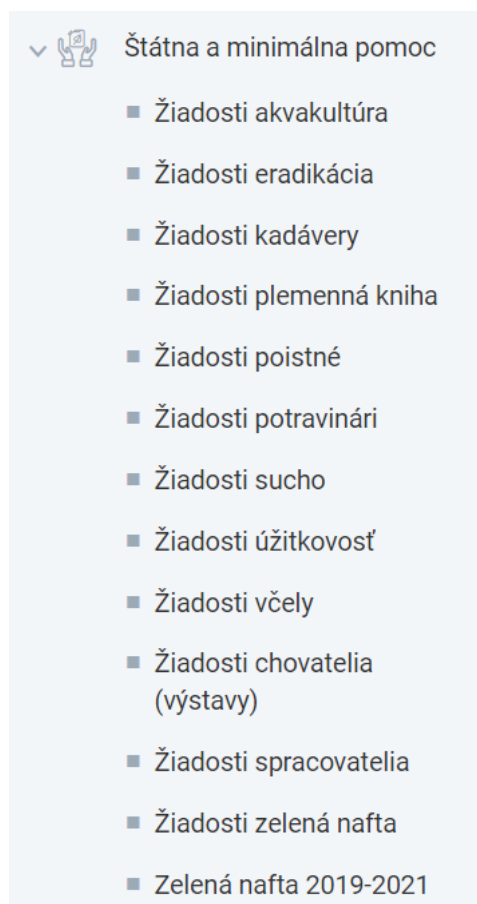 Štátna a minimálna pomoc
Žiadosti akvakultúra
Žiadosti eradikácia
Žiadosti kadávery
Žiadosti plemenná kniha
Žiadosti poistné
Žiadosti potravinári
Žiadosti sucho
Žiadosti úžitkovosť
Žiadosti včely
Žiadosti chovatelia
(výstavy)
Žiadosti spracovatelia
Žiadosti zelená nafta
Zelená nafta 2019-2021